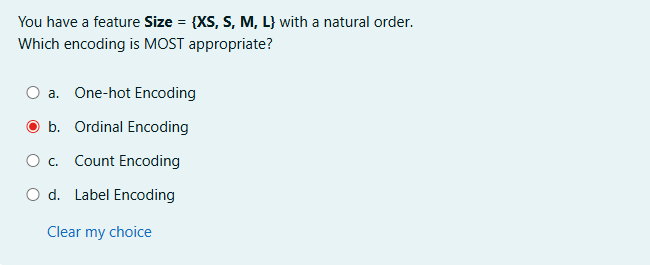 You have a feature Size = {XS, S, M, L} with a natural order.
Which encoding is MOST appropriate?
a. One-hot Encoding
b. Ordinal Encoding
c. Count Encoding
d. Label Encoding
Clear my choice